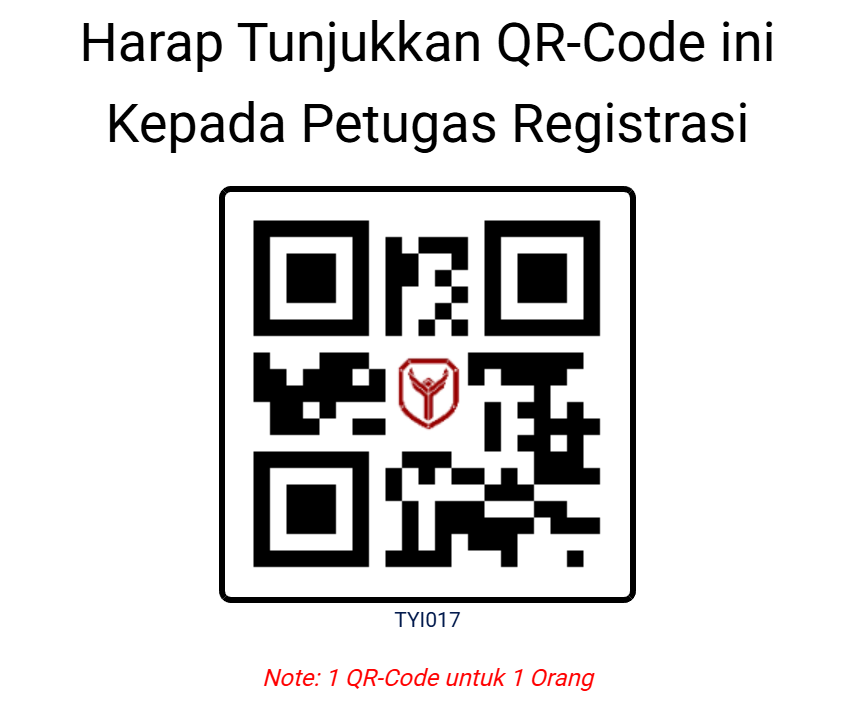 Harap Tunjukkan QR-Code ini
Kepada Petugas Registrasi
TYI017
Note: 1 QR-Code untuk 1 Orang